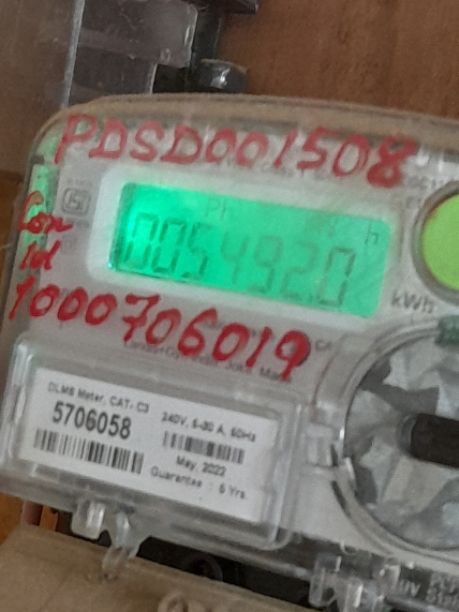 PDSD001508
Ph h
005492.0
kWh
Con
Id
1000706019
DLMS Meter, CAT- C3
5706058
240V, 5-30 A, 50Hz
May, 2022
Guarantee : 5 Yrs.